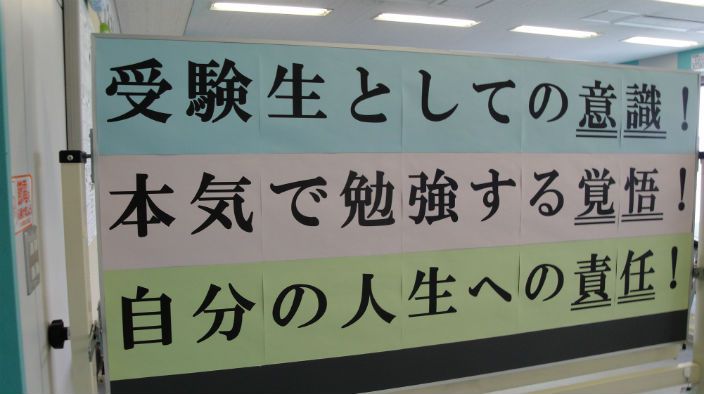 受験生としての意識！
本気で勉強する覚悟！
自分の人生への責任！